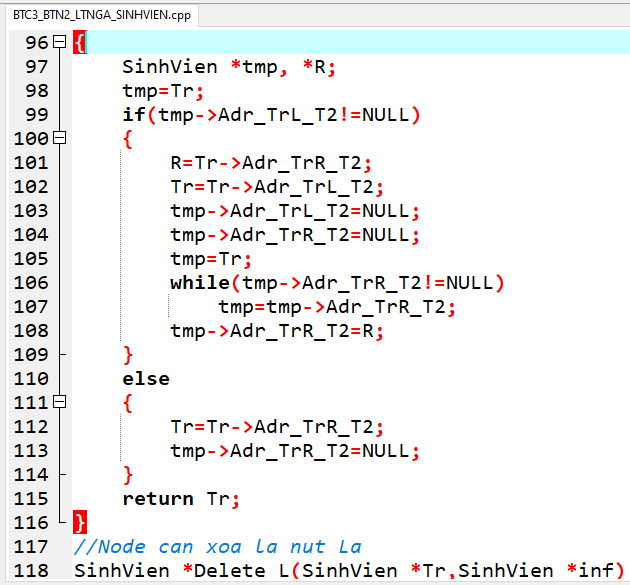 BTC3_BTN2_LTNGA_SINHVIEN.cpp
96 {
97 SinhVien *tmp, *R;
98 tmp=Tr;
99 if(tmp->Adr_TrL_T2!=NULL)
100 {
101 R=Tr->Adr_TrR_T2;
102 Tr=Tr->Adr_TrL_T2;
103 tmp->Adr_TrL_T2=NULL;
104 tmp->Adr_TrR_T2=NULL;
105 tmp=Tr;
106 while(tmp->Adr_TrR_T2!=NULL)
107 tmp=tmp->Adr_TrR_T2;
108 tmp->Adr_TrR_T2=R;
109 }
110 else
111 {
112 Tr=Tr->Adr_TrR_T2;
113 tmp->Adr_TrR_T2=NULL;
114 }
115 return Tr;
116 }
117 //Node can xoa la nut La
118 SinhVien *Delete L(SinhVien *Tr,SinhVien *inf)